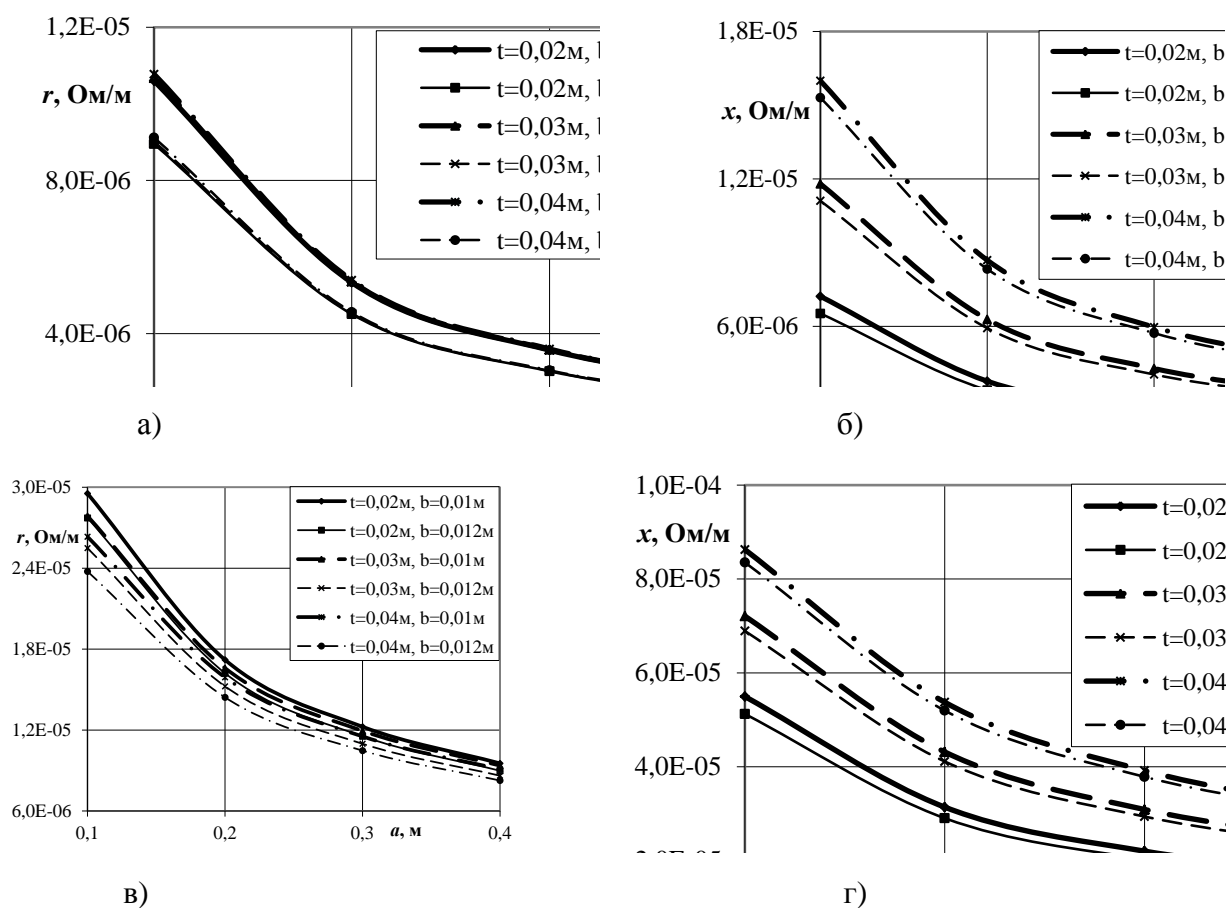 1,2E-05
r, Ом/м
8,0E-06
4,0E-06
t=0,02м, b
t=0,02м, b
t=0,03м, b
t=0,03м, b
t=0,04м, b
t=0,04м, b
а)
1,8E-05
x, Ом/м
1,2E-05
6,0E-06
t=0,02м, b
t=0,02м, b
t=0,03м, b
t=0,03м, b
t=0,04м, b
t=0,04м, b
б)
3,0E-05
r, Ом/м
2,4E-05
1,8E-05
1,2E-05
6,0E-06
t=0,02м, b=0,01м
t=0,02м, b=0,012м
t=0,03м, b=0,01м
t=0,03м, b=0,012м
t=0,04м, b=0,01м
t=0,04м, b=0,012м
0,1 0,2 0,3 a, м 0,4
в)
1,0E-04
x, Ом/м
8,0E-05
6,0E-05
4,0E-05
2,0E-05
t=0,02
t=0,02
t=0,03
t=0,03
t=0,04
t=0,04
г)